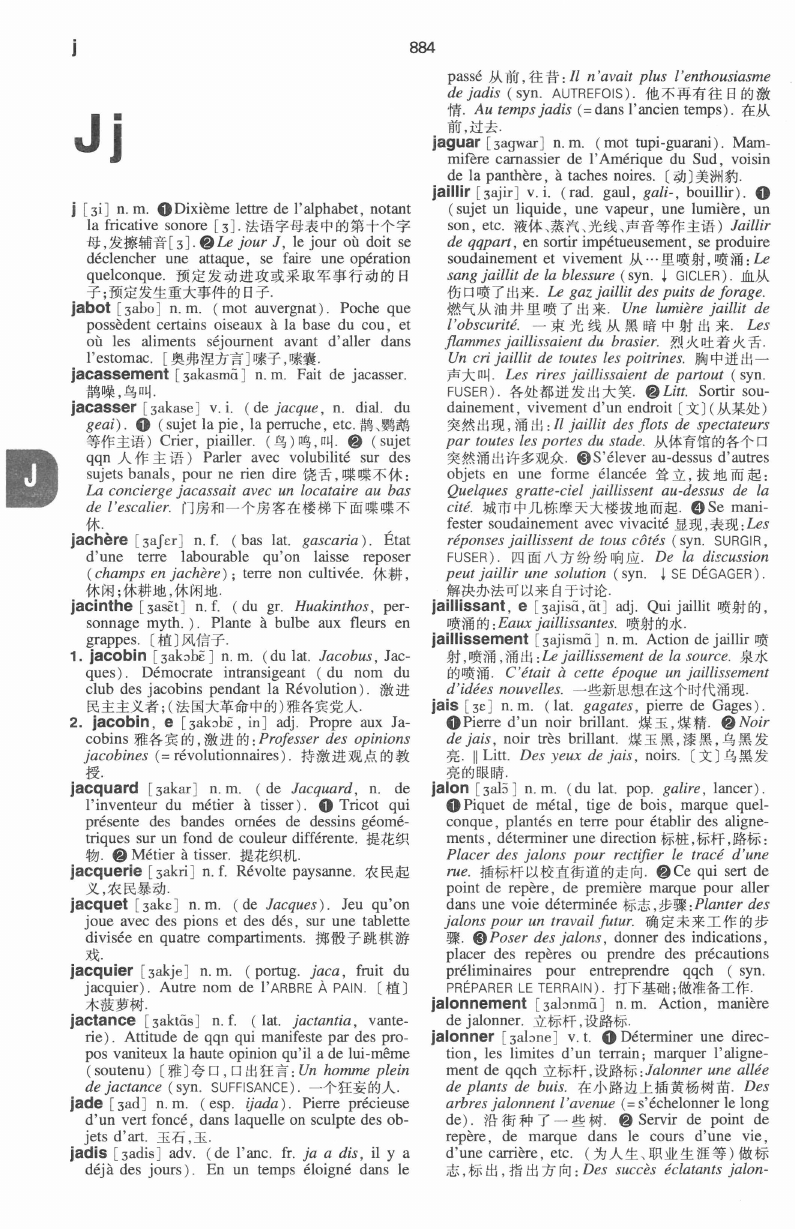 j
884
Jj
j [ʒi] n. m. ❶Dixième lettre de l'alphabet, notant
la fricative sonore [ʒ]. 法语字母表中的第十个字
母,发擦辅音[ʒ]. ❷Le jour J, le jour où doit se
déclencher une attaque, se faire une opération
quelconque. 预定发动进攻或采取军事行动的日
子;预定发生重大事件的日子.
jabot [ʒabo] n. m. (mot auvergnat). Poche que
possèdent certains oiseaux à la base du cou, et
où les aliments séjournent avant d'aller dans
l'estomac. [奥弗涅方言]嗉子,嗉囊.
jacassement [ʒakasmɑ̃] n. m. Fait de jacasser.
鹊噪,鸟叫.
jacasser [ʒakase] v. i. (de jacque, n. dial. du
geai). ❶ (sujet la pie, la perruche, etc. 鹊、鹦鹉
等作主语) Crier, piailler. (鸟)鸣,叫. ❷ (sujet
qqn 人作主语) Parler avec volubilité sur des
sujets banals, pour ne rien dire 饶舌,喋喋不休:
La concierge jacassait avec un locataire au bas
de l'escalier. 门房和一个房客在楼梯下面喋喋不
休.
jachère [ʒaʃɛr] n. f. (bas lat. gascaria). État
d'une terre labourable qu'on laisse reposer
(champs en jachère); terre non cultivée. 休耕,
休闲;休耕地,休闲地.
jacinthe [ʒasɛ̃t] n. f. (du gr. Huakinthos, per-
sonnage myth.). Plante à bulbe aux fleurs en
grappes. [植]风信子.
1. jacobin [ʒakɔbɛ̃] n. m. (du lat. Jacobus, Jac-
ques). Démocrate intransigeant (du nom du
club des jacobins pendant la Révolution). 激进
民主主义者;(法国大革命中的)雅各宾党人.
2. jacobin, e [ʒakɔbɛ̃, in] adj. Propre aux Ja-
cobins 雅各宾的,激进的:Professer des opinions
jacobines (= révolutionnaires). 持激进观点的教
授.
jacquard [ʒakar] n. m. (de Jacquard, n. de
l'inventeur du métier à tisser). ❶ Tricot qui
présente des bandes ornées de dessins géomé-
triques sur un fond de couleur différente. 提花织
物. ❷ Métier à tisser. 提花织机.
jacquerie [ʒakri] n. f. Révolte paysanne. 农民起
义,农民暴动.
jacquet [ʒakɛ] n. m. (de Jacques). Jeu qu'on
joue avec des pions et des dés, sur une tablette
divisée en quatre compartiments. 掷骰子跳棋游
戏.
jacquier [ʒakje] n. m. (portug. jaca, fruit du
jacquier). Autre nom de l'ARBRE À PAIN. [植]
木菠萝树.
jactance [ʒaktɑ̃s] n. f. (lat. jactantia, vante-
rie). Attitude de qqn qui manifeste par des pro-
pos vaniteux la haute opinion qu'il a de lui-même
(soutenu) [雅]夸口,口出狂言:Un homme plein
de jactance (syn. SUFFISANCE). 一个狂妄的人.
jade [ʒad] n. m. (esp. ijada). Pierre précieuse
d'un vert foncé, dans laquelle on sculpte des ob-
jets d'art. 玉石,玉.
jadis [ʒadis] adv. (de l'anc. fr. ja a dis, il y a
déjà des jours). En un temps éloigné dans le
J
passé 从前,往昔:Il n'avait plus l'enthousiasme
de jadis (syn. AUTREFOIS). 他不再有往日的激
情. Au temps jadis (= dans l'ancien temps). 在从
前,过去.
jaguar [ʒagwar] n. m. (mot tupi-guarani). Mam-
mifère carnassier de l'Amérique du Sud, voisin
de la panthère, à taches noires. [动]美洲豹.
jaillir [ʒajir] v. i. (rad. gaul, gali-, bouillir). ❶
(sujet un liquide, une vapeur, une lumière, un
son, etc. 液体、蒸汽、光线、声音等作主语) Jaillir
de qqpart, en sortir impétueusement, se produire
soudainement et vivement 从…里喷射,喷涌:Le
sang jaillit de la blessure (syn. ↓ GICLER). 血从
伤口喷了出来. Le gaz jaillit des puits de forage.
燃气从油井里喷了出来. Une lumière jaillit de
l'obscurité. 一束光线从黑暗中射出来. Les
flammes jaillissaient du brasier. 烈火吐着火舌.
Un cri jaillit de toutes les poitrines. 胸中迸出一
声大叫. Les rires jaillissaient de partout (syn.
FUSER). 各处都迸发出大笑. ❷ Litt. Sortir sou-
dainement, vivement d'un endroit [文](从某处)
突然出现,涌出:Il jaillit des flots de spectateurs
par toutes les portes du stade. 从体育馆的各个口
突然涌出许多观众. ❸ S'élever au-dessus d'autres
objets en une forme élancée 耸立,拔地而起:
Quelques gratte-ciel jaillissent au-dessus de la
cité. 城市中几栋摩天大楼拔地而起. ❹ Se mani-
fester soudainement avec vivacité 显现,表现:Les
réponses jaillissent de tous côtés (syn. SURGIR,
FUSER). 四面八方纷纷响应. De la discussion
peut jaillir une solution (syn. ↓ SE DÉGAGER).
解决办法可以来自于讨论.
jaillissant, e [ʒajisɑ̃, ɑ̃t] adj. Qui jaillit 喷射的,
喷涌的:Eaux jaillissantes. 喷射的水.
jaillissement [ʒajismɑ̃] n. m. Action de jaillir 喷
射,喷涌,涌出:Le jaillissement de la source. 泉水
的喷涌. C'était à cette époque un jaillissement
d'idées nouvelles. 一些新思想在这个时代涌现.
jais [ʒɛ] n. m. (lat. gagates, pierre de Gages).
❶Pierre d'un noir brillant. 煤玉,煤精. ❷Noir
de jais, noir très brillant. 煤玉黑,漆黑,乌黑发
亮. ‖ Litt. Des yeux de jais, noirs. [文]乌黑发
亮的眼睛.
jalon [ʒalɔ̃] n. m. (du lat. pop. galire, lancer).
❶Piquet de métal, tige de bois, marque quel-
conque, plantés en terre pour établir des aligne-
ments, déterminer une direction 标桩,标杆,路标:
Placer des jalons pour rectifier le tracé d'une
rue. 插标杆以校直街道的走向. ❷Ce qui sert de
point de repère, de première marque pour aller
dans une voie déterminée 标志,步骤:Planter des
jalons pour un travail futur. 确定未来工作的步
骤. ❸Poser des jalons, donner des indications,
placer des repères ou prendre des précautions
préliminaires pour entreprendre qqch (syn.
PRÉPARER LE TERRAIN). 打下基础;做准备工作.
jalonnement [ʒalɔnmɑ̃] n. m. Action, manière
de jalonner. 立标杆,设路标.
jalonner [ʒalɔne] v. t. ❶ Déterminer une direc-
tion, les limites d'un terrain; marquer l'aligne-
ment de qqch 立标杆,设路标:Jalonner une allée
de plants de buis. 在小路边上插黄杨树苗. Des
arbres jalonnent l'avenue (= s'échelonner le long
de). 沿街种了一些树. ❷ Servir de point de
repère, de marque dans le cours d'une vie,
d'une carrière, etc. (为人生、职业生涯等)做标
志,标出,指出方向:Des succès éclatants jalon-